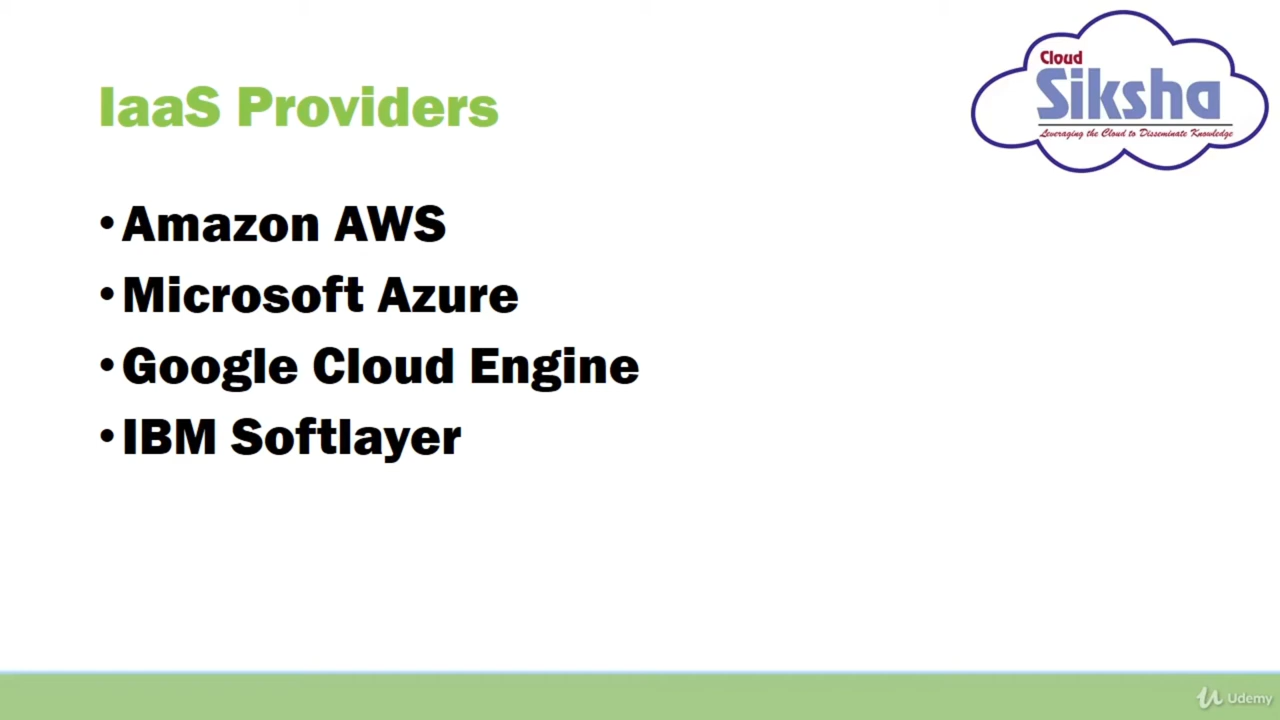 IaaS Providers
Cloud
Siksha
Leveraging the Cloud to Disseminate Knowledge
• Amazon AWS
• Microsoft Azure
• Google Cloud Engine
• IBM Softlayer
Udemy